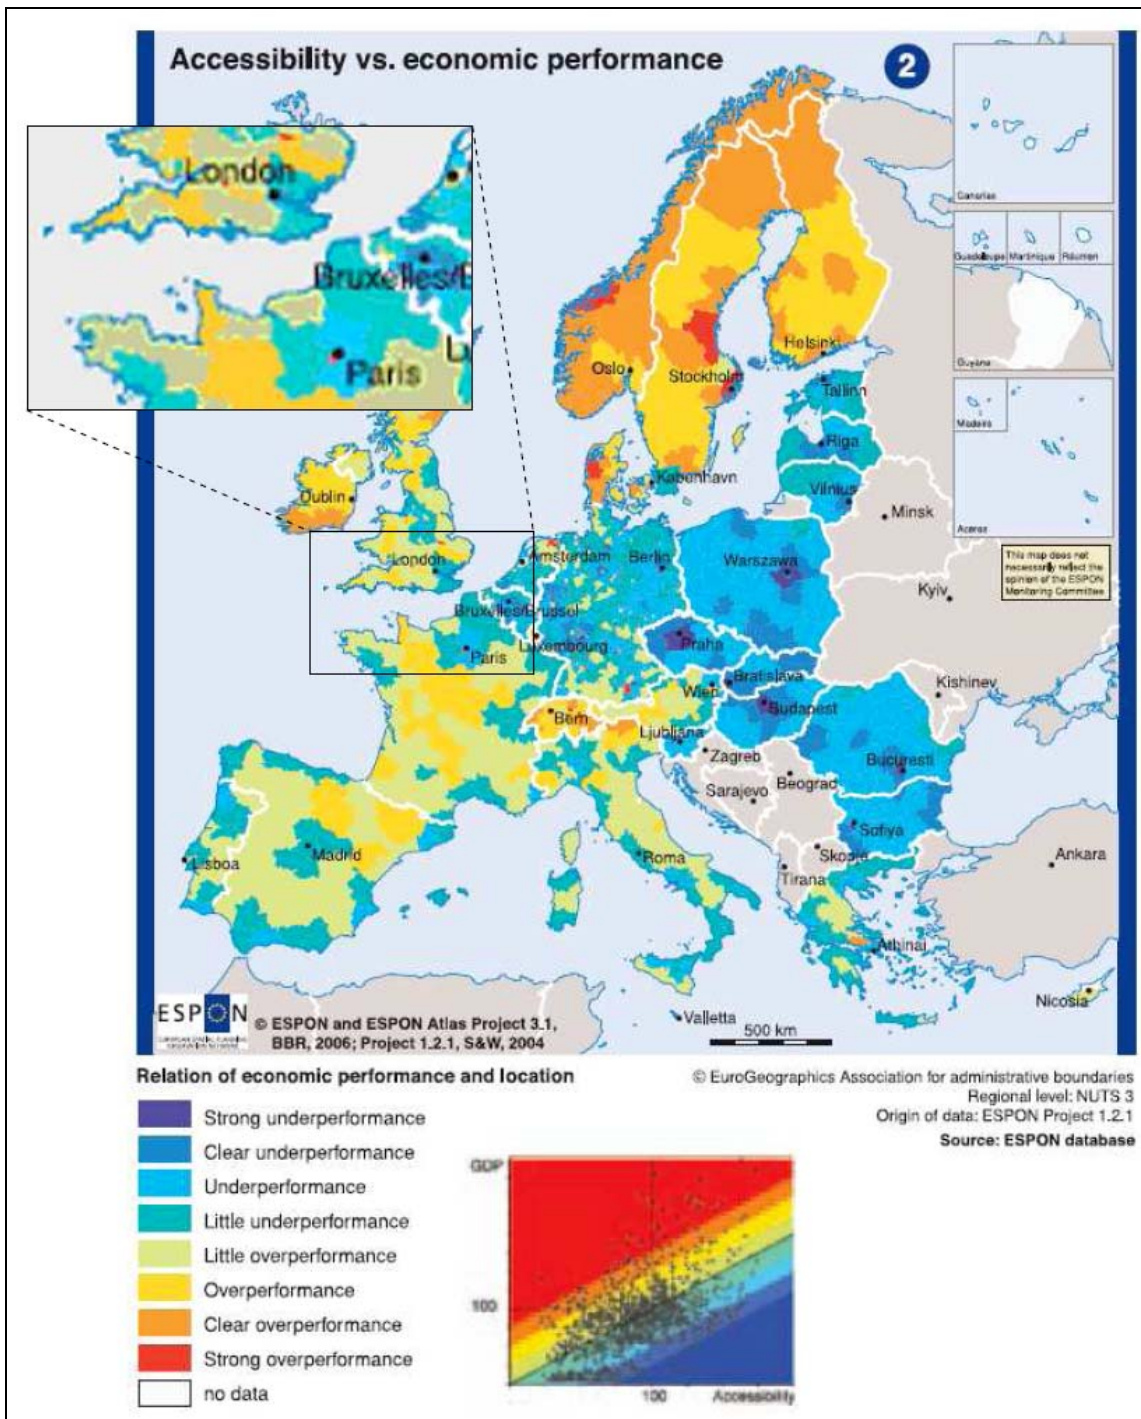 Accessibility vs. economic performance
2
Canarias
London
Bruxelles/B
Paris
Guadeloupe
Martinique
Réunion
Guyane
Helsinki
Oslo
Stockholm
Tallinn
Madeira
Riga
København
Vilnius
Dublin
Minsk
Acores
London
Amsterdam
Berlin
Warszawa
This map does not
necessarily reflect the
opinion of the ESPON
Monitoring Committee
Kyiv
Bruxelles/Brussel
Luxembourg
Praha
Paris
Bratislava
Wien
Kishinev
Bern
Budapest
Ljubljana
Zagreb
Bucuresti
Beograd
Sarajevo
Sofiya
Madrid
Roma
Skopje
Ankara
Lisboa
Tirana
Athinai
Nicosia
ESPON
© ESPON and ESPON Atlas Project 3.1,
BBR, 2006; Project 1.2.1, S&W, 2004
Valletta
500 km
Relation of economic performance and location
© EuroGeographics Association for administrative boundaries
Regional level: NUTS 3
Origin of data: ESPON Project 1.2.1
Source: ESPON database
Strong underperformance
Clear underperformance
Underperformance
Little underperformance
Little overperformance
Overperformance
Clear overperformance
Strong overperformance
no data
GDP
100
100
Accessibility